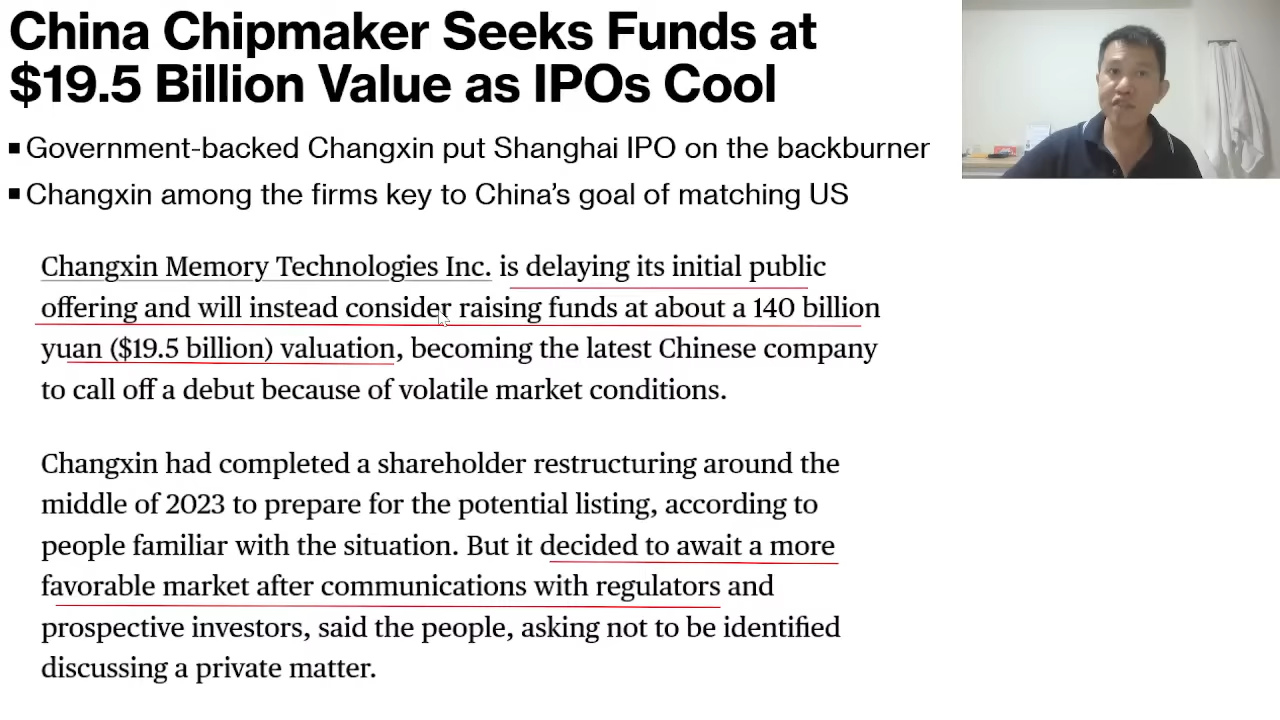 China Chipmaker Seeks Funds at
$19.5 Billion Value as IPOs Cool
▪ Government-backed Changxin put Shanghai IPO on the backburner
▪ Changxin among the firms key to China’s goal of matching US
Changxin Memory Technologies Inc. is delaying its initial public
offering and will instead consider raising funds at about a 140 billion
yuan ($19.5 billion) valuation, becoming the latest Chinese company
to call off a debut because of volatile market conditions.
Changxin had completed a shareholder restructuring around the
middle of 2023 to prepare for the potential listing, according to
people familiar with the situation. But it decided to await a more
favorable market after communications with regulators and
prospective investors, said the people, asking not to be identified
discussing a private matter.